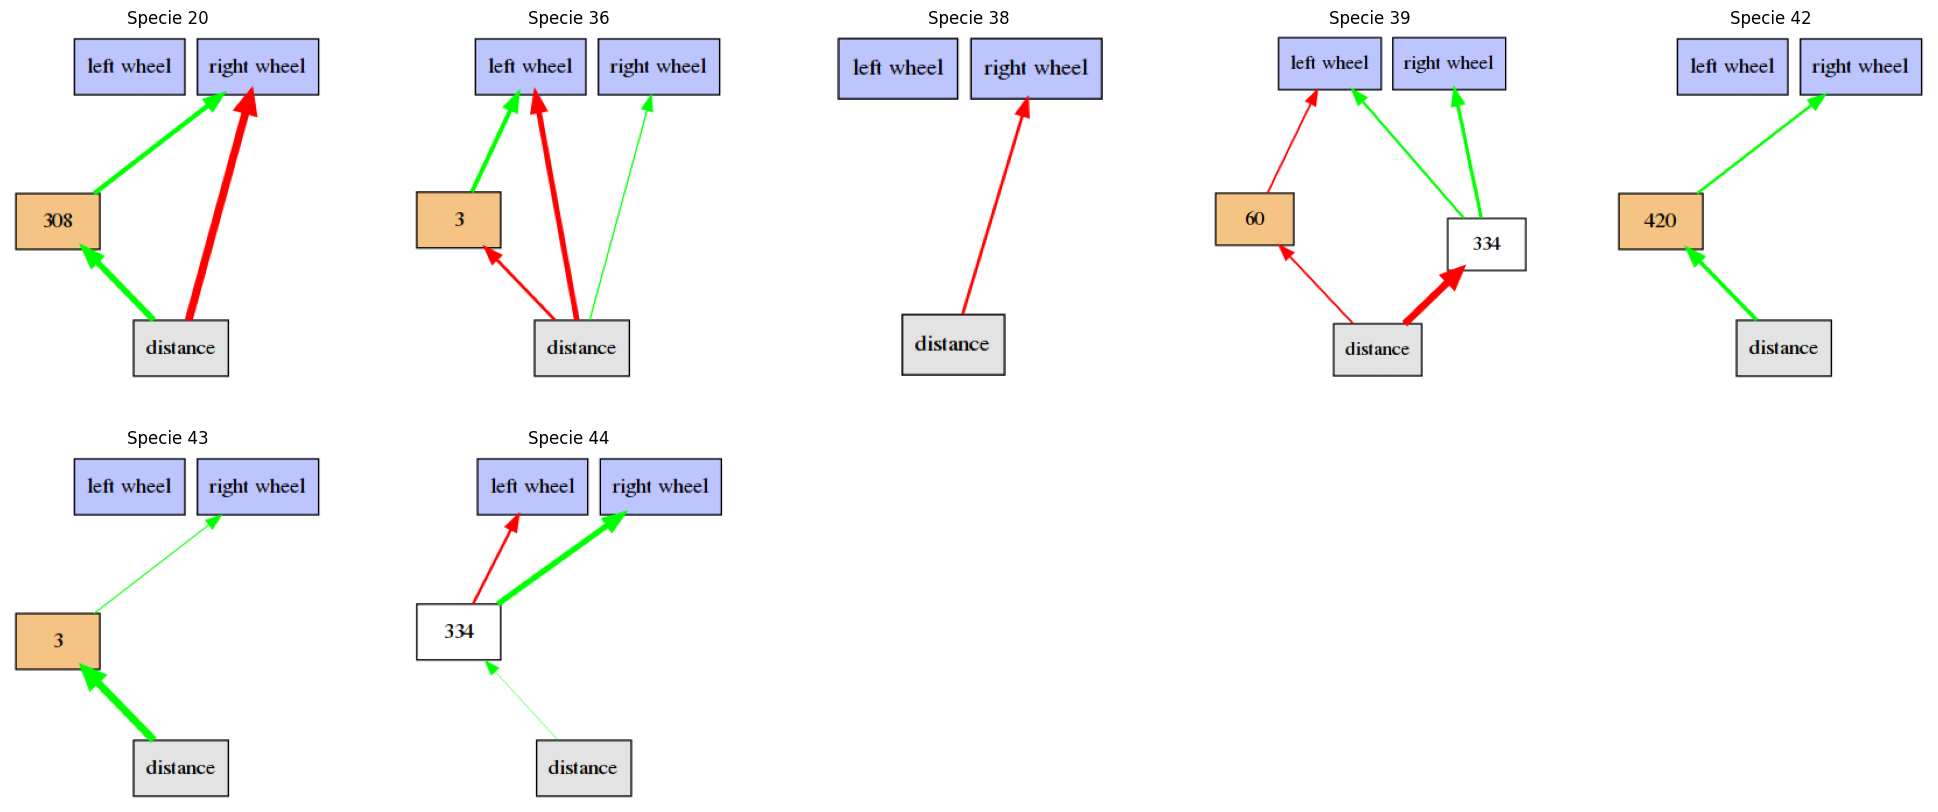 Specie 20
left wheel
right wheel
308
distance
Specie 36
left wheel
right wheel
3
distance
Specie 38
left wheel
right wheel
distance
Specie 39
left wheel
right wheel
60
334
distance
Specie 42
left wheel
right wheel
420
distance
Specie 43
left wheel
right wheel
3
distance
Specie 44
left wheel
right wheel
334
distance